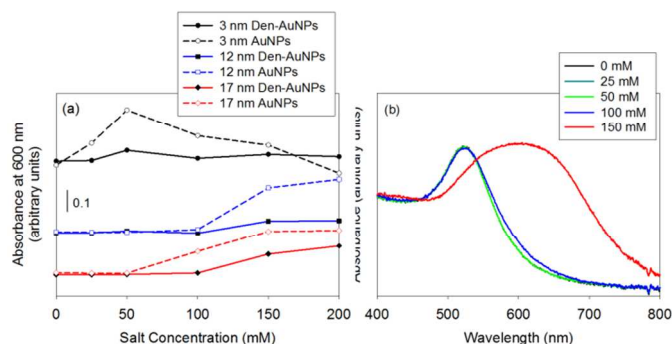 3 nm Den-AuNPs
3 nm AuNPs
12 nm Den-AuNPs
12 nm AuNPs
17 nm Den-AuNPs
17 nm AuNPs
(a)
0.1
Absorbance at 600 nm
(arbitrary units)
0 50 100 150 200
Salt Concentration (mM)
0 mM
25 mM
50 mM
100 mM
150 mM
(b)
Absorbance (arbitrary units)
400 500 600 700 800
Wavelength (nm)